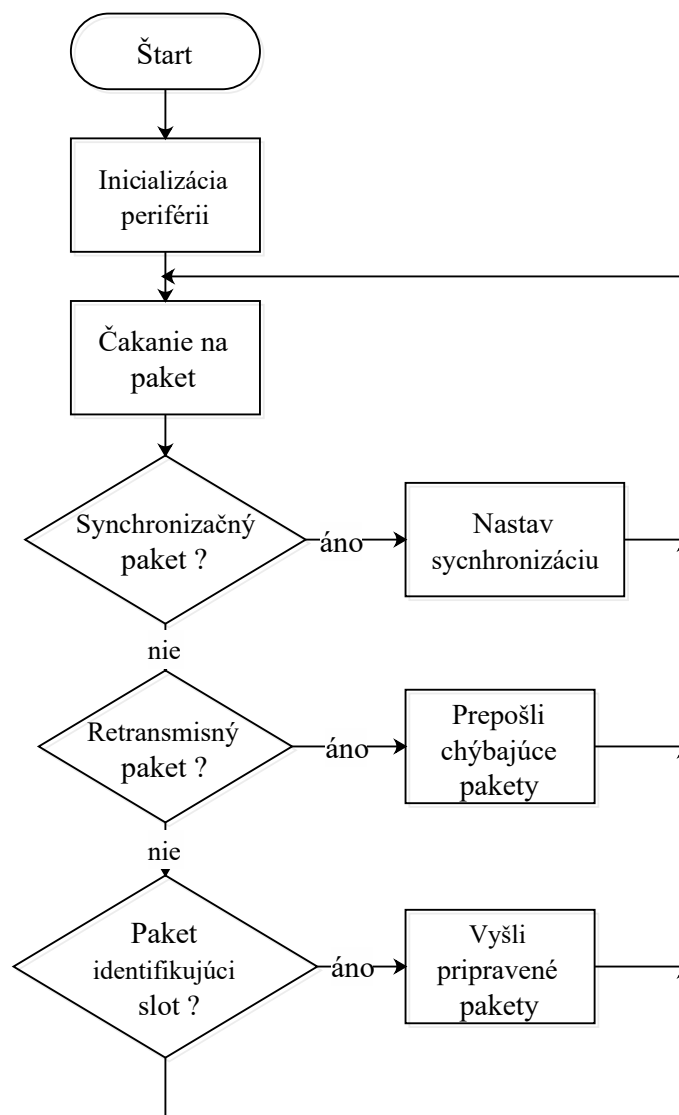 Štart
Inicializácia
periférii
Čakanie na
paket
Synchronizačný
paket ?
áno
Nastav
sycnhronizáciu
nie
Retransmisný
paket ?
áno
Prepošli
chýbajúce
pakety
nie
Paket
identifikujúci
slot ?
áno
Vyšli
pripravené
pakety